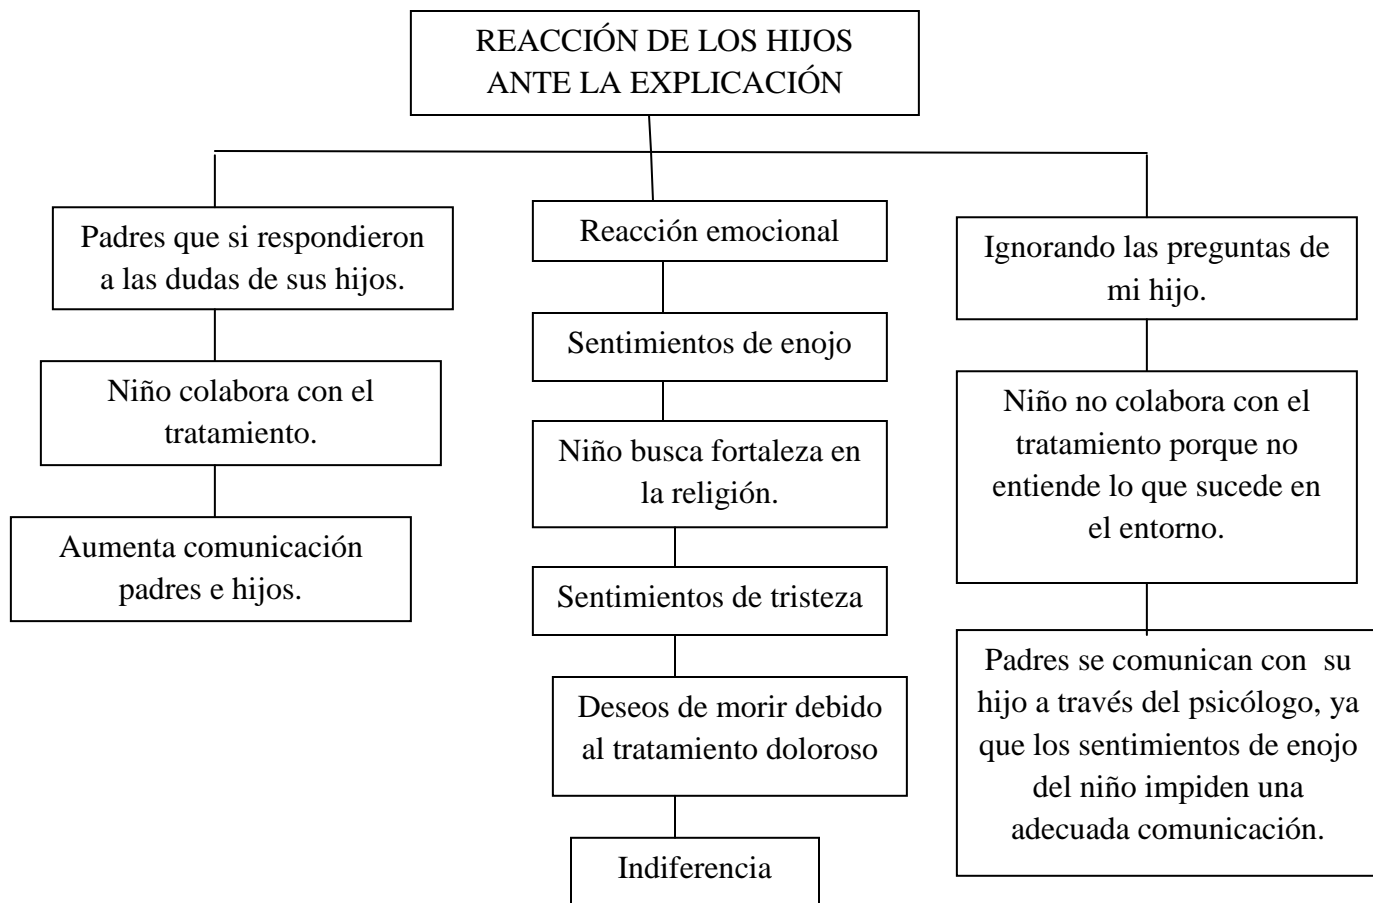 REACCIÓN DE LOS HIJOS
ANTE LA EXPLICACIÓN
Padres que si respondieron
a las dudas de sus hijos.
Niño colabora con el
tratamiento.
Aumenta comunicación
padres e hijos.
Reacción emocional
Sentimientos de enojo
Niño busca fortaleza en
la religión.
Sentimientos de tristeza
Deseos de morir debido
al tratamiento doloroso
Indiferencia
Ignorando las preguntas de
mi hijo.
Niño no colabora con el
tratamiento porque no
entiende lo que sucede en
el entorno.
Padres se comunican con  su
hijo a través del psicólogo, ya
que los sentimientos de enojo
del niño impiden una
adecuada comunicación.